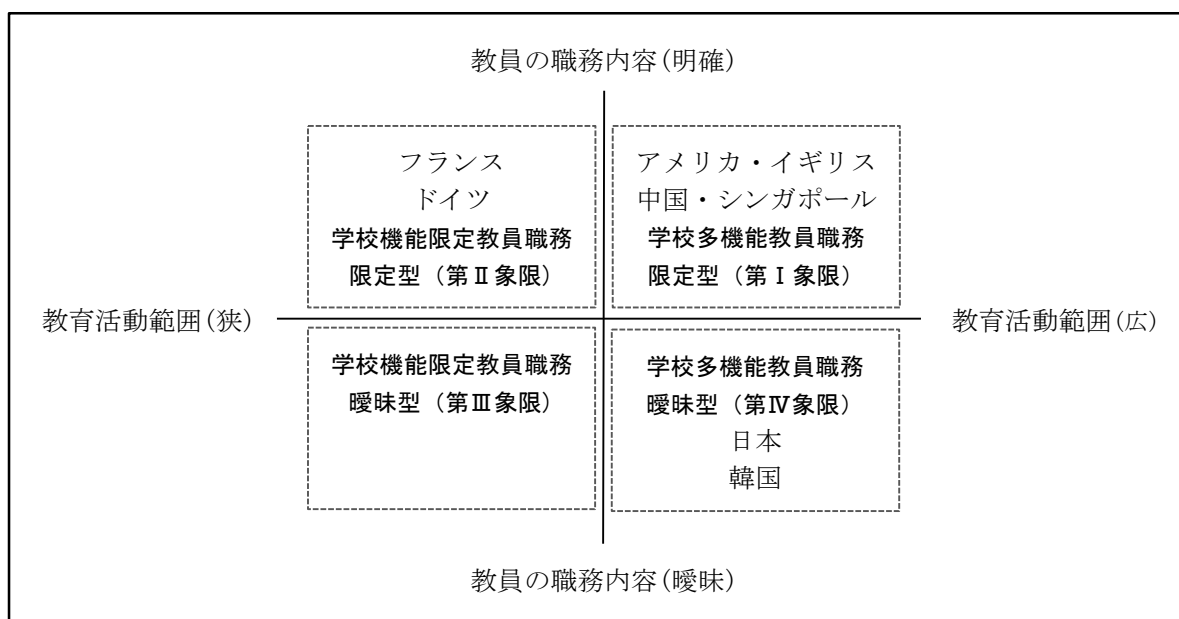 教員の職務内容(明確)
フランス
ドイツ
学校機能限定教員職務
限定型(第Ⅱ象限)
アメリカ・イギリス
中国・シンガポール
学校多機能教員職務
限定型(第Ⅰ象限)
教育活動範囲(狭)
教育活動範囲(広)
学校機能限定教員職務
曖昧型(第Ⅲ象限)
学校多機能教員職務
曖昧型(第Ⅳ象限)
日本
韓国
教員の職務内容(曖昧)